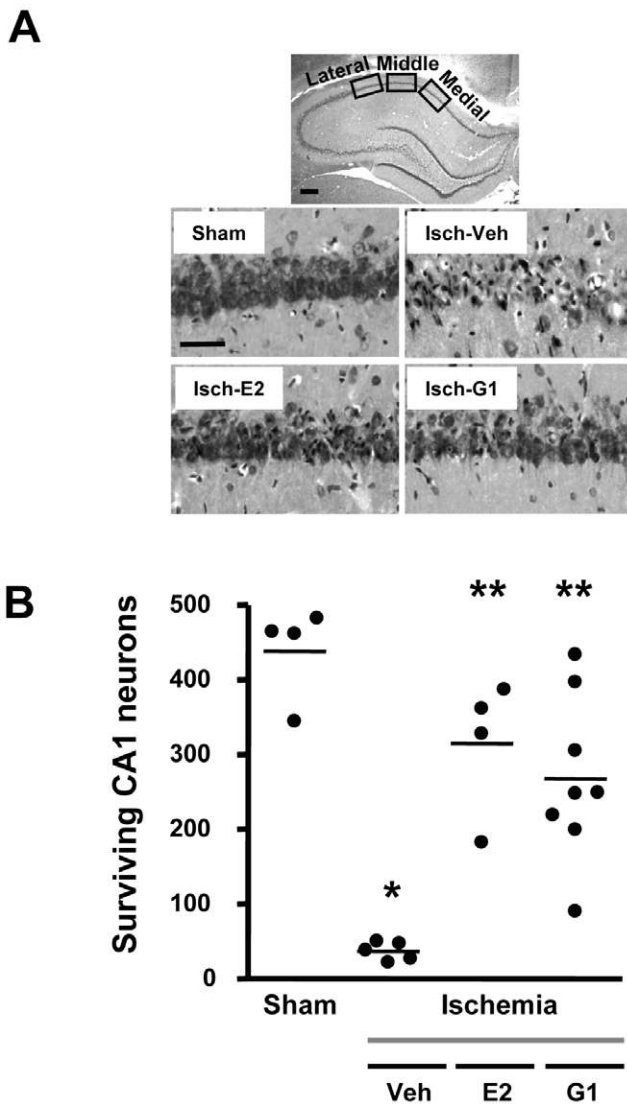 A
Lateral Middle Medial
Sham
Isch-Veh
Isch-E2
Isch-G1
B
Surviving CA1 neurons
500
400
300
200
100
0
*
**
**
Sham
Ischemia
Veh
E2
G1